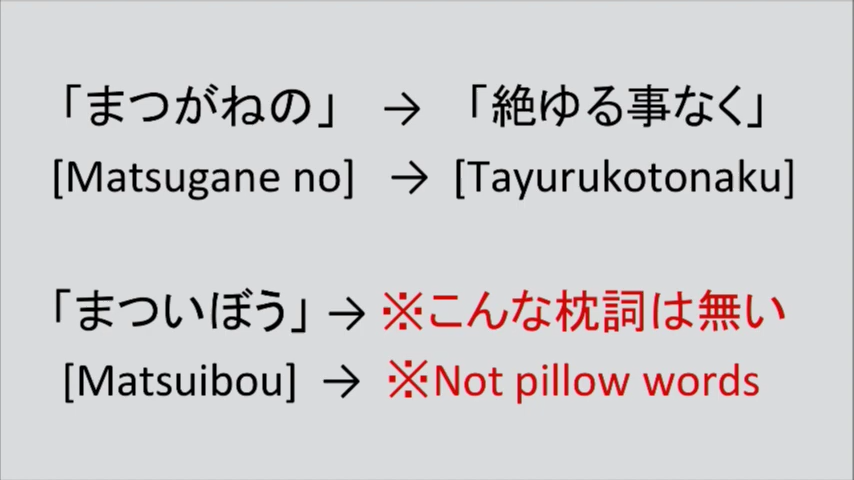 「まつがねの」 → 「絶ゆる事なく」
[Matsugane no] → [Tayurukotonaku]
「まついぼう」 → ※こんな枕詞は無い
[Matsuibou] → ※Not pillow words